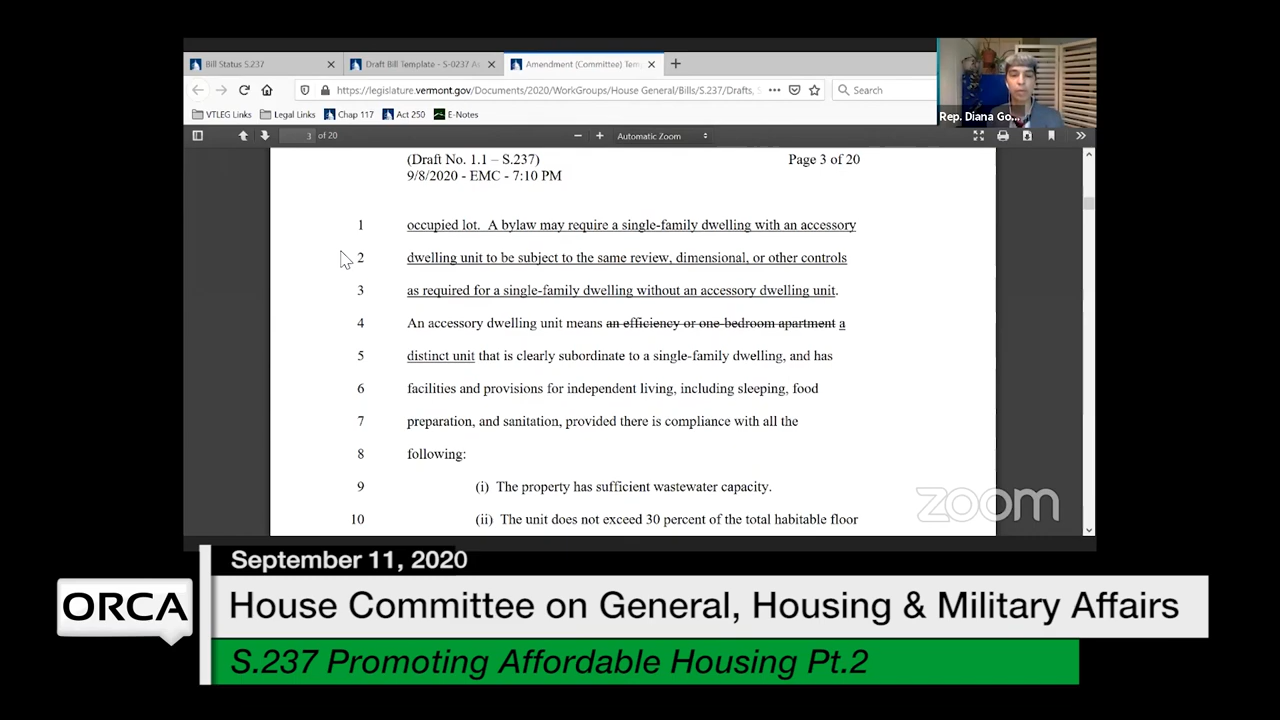 Bill Status S.237
Draft Bill Template - S-0237 As
Amendment (Committee) Tem
https://legislature.vermont.gov/Documents/2020/WorkGroups/House General/Bills/S.237/Drafts,
Search
VTLEG Links Legal Links Chap 117 Act 250 E-Notes
3 of 20
Automatic Zoom
Rep. Diana Go...
(Draft No. 1.1 – S.237) Page 3 of 20
9/8/2020 - EMC - 7:10 PM
1 occupied lot. A bylaw may require a single-family dwelling with an accessory
2 dwelling unit to be subject to the same review, dimensional, or other controls
3 as required for a single-family dwelling without an accessory dwelling unit.
4 An accessory dwelling unit means an efficiency or one-bedroom apartment a
5 distinct unit that is clearly subordinate to a single-family dwelling, and has
6 facilities and provisions for independent living, including sleeping, food
7 preparation, and sanitation, provided there is compliance with all the
8 following:
9 (i) The property has sufficient wastewater capacity.
10 (ii) The unit does not exceed 30 percent of the total habitable floor
zoom
September 11, 2020
ORCA
House Committee on General, Housing & Military Affairs
S.237 Promoting Affordable Housing Pt.2